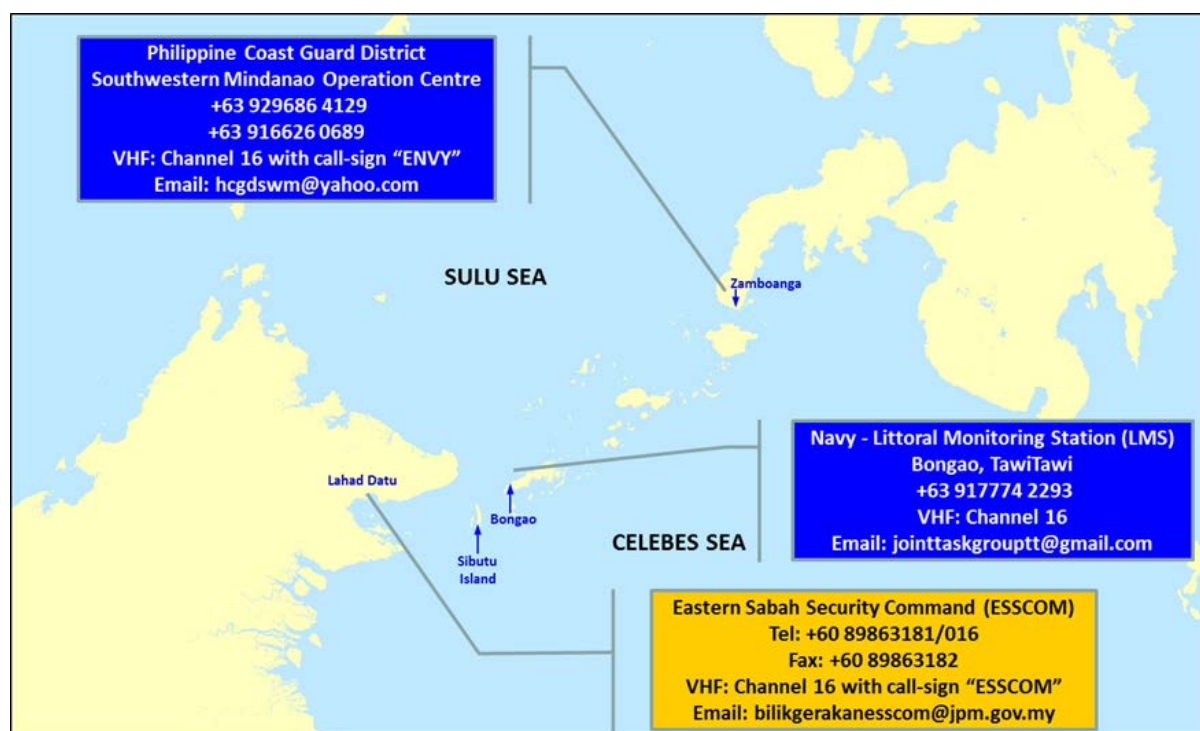 Philippine Coast Guard District
Southwestern Mindanao Operation Centre
+63 929686 4129
+63 916626 0689
VHF: Channel 16 with call-sign “ENVY”
Email: hcgdswm@yahoo.com
SULU SEA
Zamboanga
Navy - Littoral Monitoring Station (LMS)
Bongao, TawiTawi
+63 917774 2293
VHF: Channel 16
Email: jointtaskgrouptt@gmail.com
Lahad Datu
Bongao
CELEBES SEA
Sibutu
Island
Eastern Sabah Security Command (ESSCOM)
Tel: +60 89863181/016
Fax: +60 89863182
VHF: Channel 16 with call-sign “ESSCOM”
Email: bilikgerakanesscom@jpm.gov.my